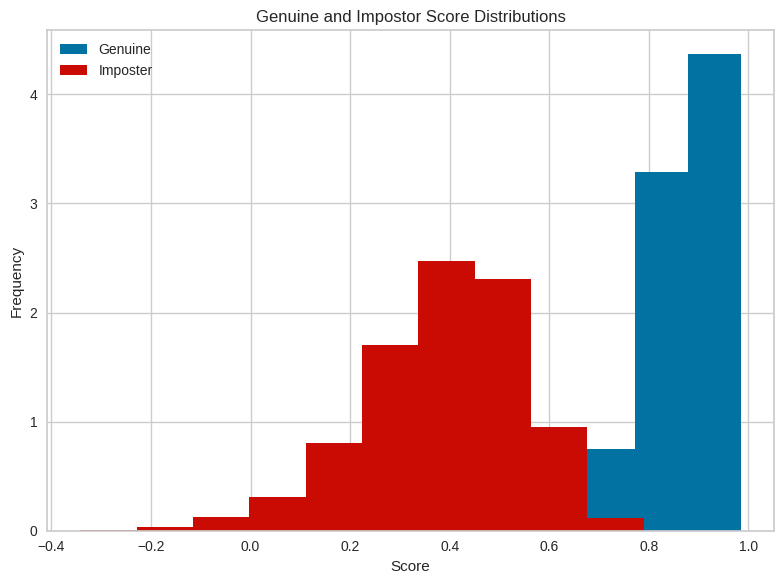 Genuine and Impostor Score Distributions
Genuine
Imposter
4
3
2
1
0
Frequency
−0.4
−0.2
0.0
0.2
0.4
0.6
0.8
1.0
Score